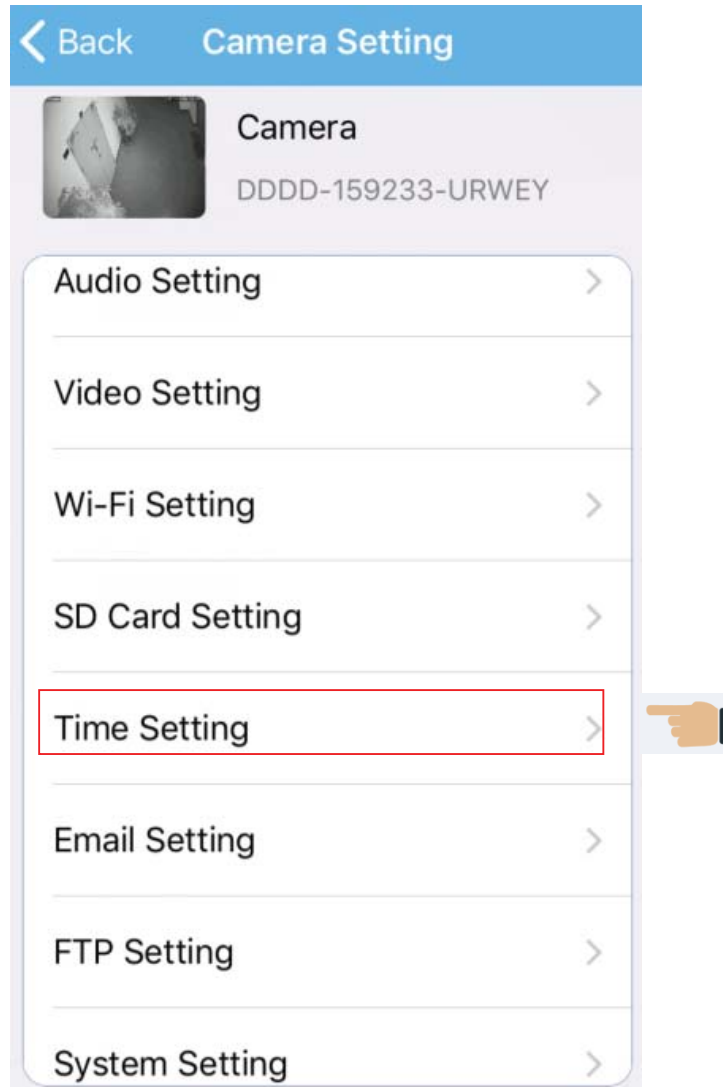 Back Camera Setting
Camera
DDDD-159233-URWEY
Audio Setting
Video Setting
Wi-Fi Setting
SD Card Setting
Time Setting
Email Setting
FTP Setting
System Setting